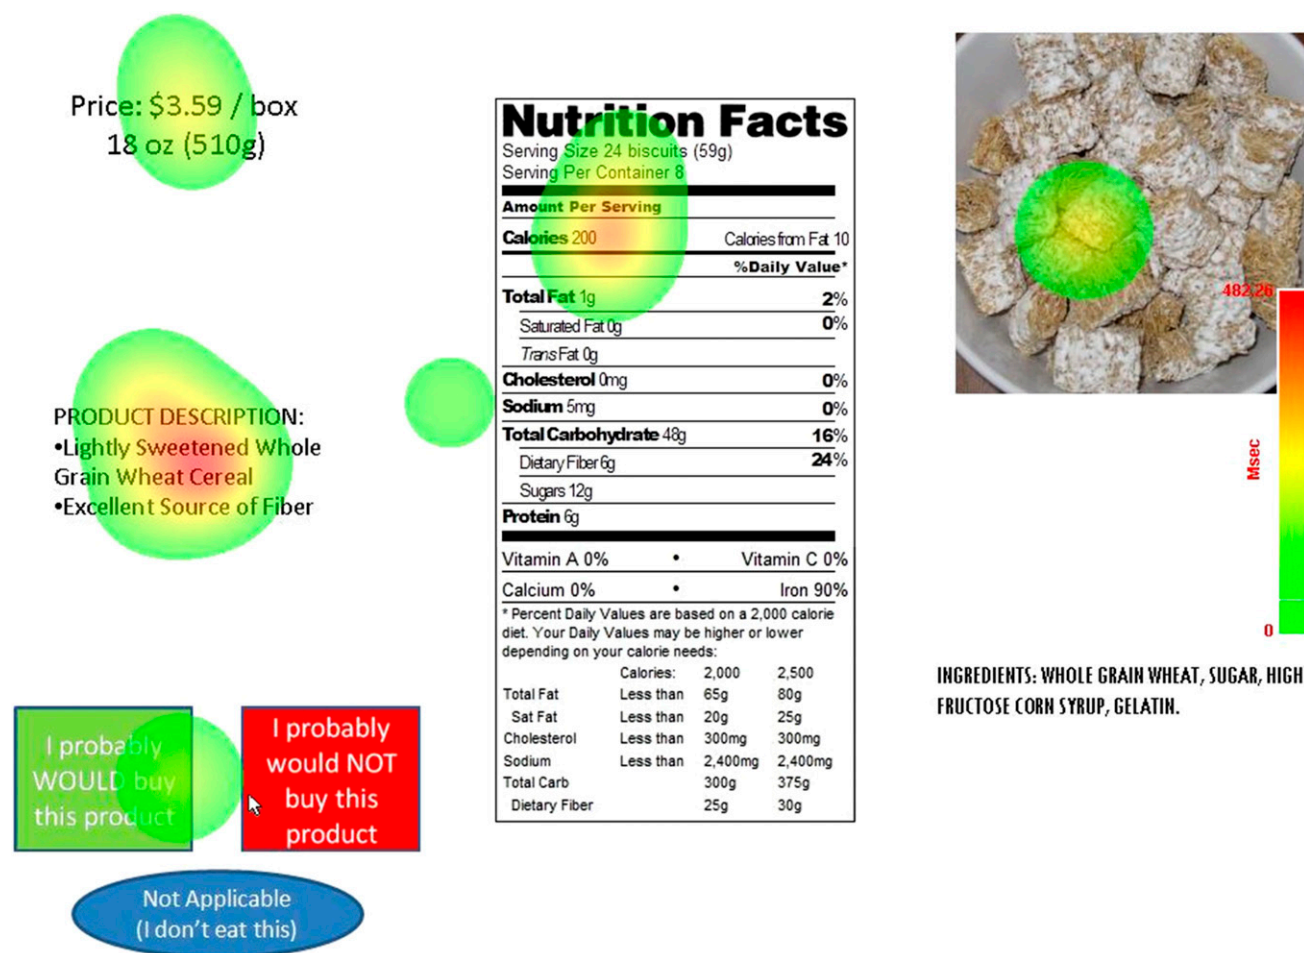 Price: $3.59 / box
18 oz (510g)
PRODUCT DESCRIPTION:
•Lightly Sweetened Whole
Grain Wheat Cereal
•Excellent Source of Fiber
I probably
WOULD buy
this product
I probably
would NOT
buy this
product
Not Applicable
(I don't eat this)
Nutrition Facts
Serving Size 24 biscuits (59g)
Serving Per Container 8
Amount Per Serving
Calories 200 Calories from Fat 10
%Daily Value*
Total Fat 1g 2%
Saturated Fat 0g 0%
Trans Fat 0g
Cholesterol 0mg 0%
Sodium 5mg 0%
Total Carbohydrate 48g 16%
Dietary Fiber 6g 24%
Sugars 12g
Protein 6g
Vitamin A 0% • Vitamin C 0%
Calcium 0% • Iron 90%
* Percent Daily Values are based on a 2,000 calorie
diet. Your Daily Values may be higher or lower
depending on your calorie needs:
Calories: 2,000 2,500
Total Fat Less than 65g 80g
Sat Fat Less than 20g 25g
Cholesterol Less than 300mg 300mg
Sodium Less than 2,400mg 2,400mg
Total Carb 300g 375g
Dietary Fiber 25g 30g
482.26
Msec
0
INGREDIENTS: WHOLE GRAIN WHEAT, SUGAR, HIGH
FRUCTOSE CORN SYRUP, GELATIN.